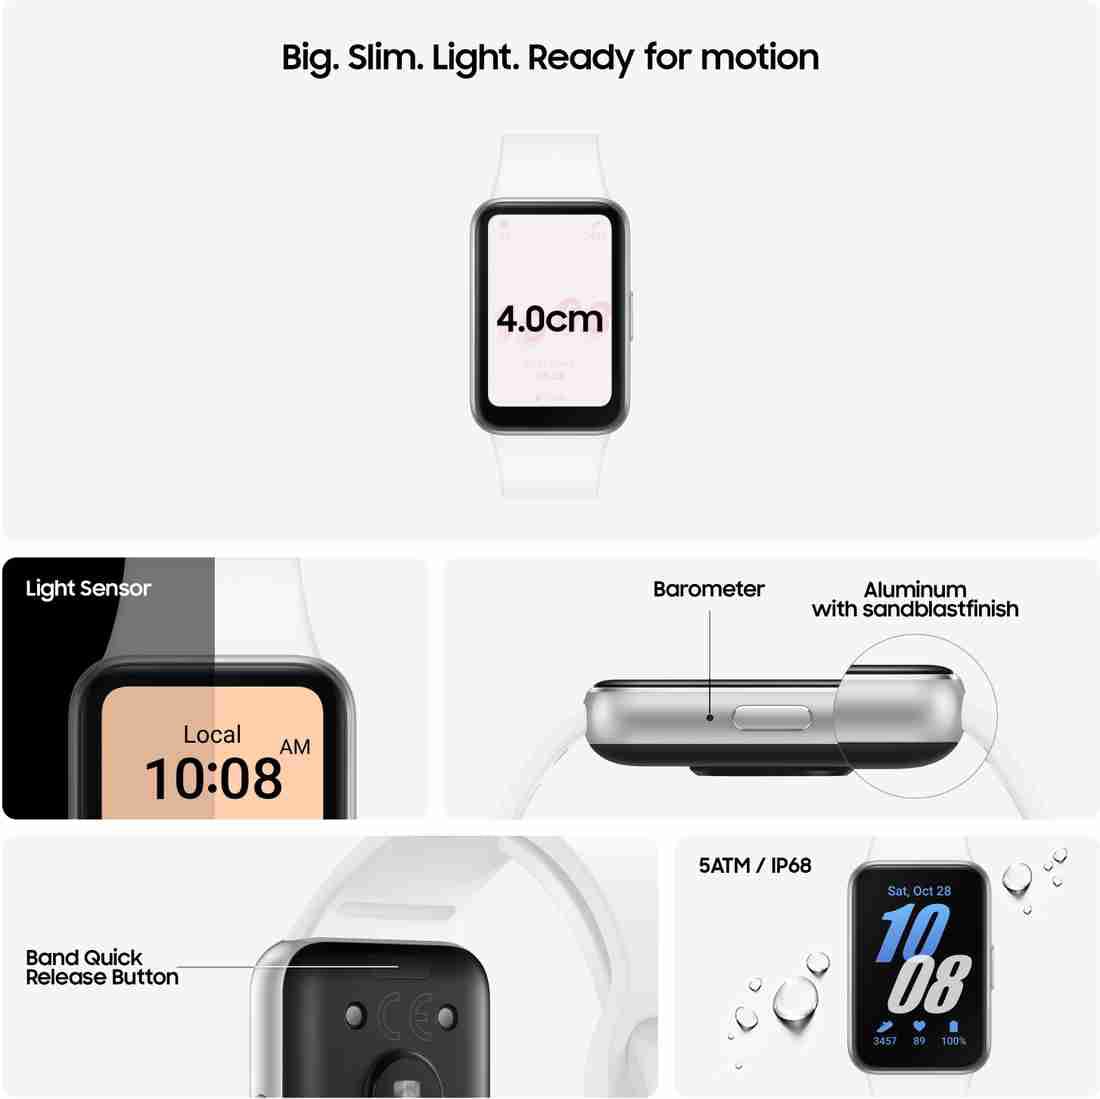 Big. Slim. Light. Ready for motion
4.0cm
Light Sensor
Local
AM
10:08
Barometer
Aluminum
with sandblastfinish
Band Quick
Release Button
CE
5ATM / IP68
Sat, Oct 28
10
08
3457 89 100%